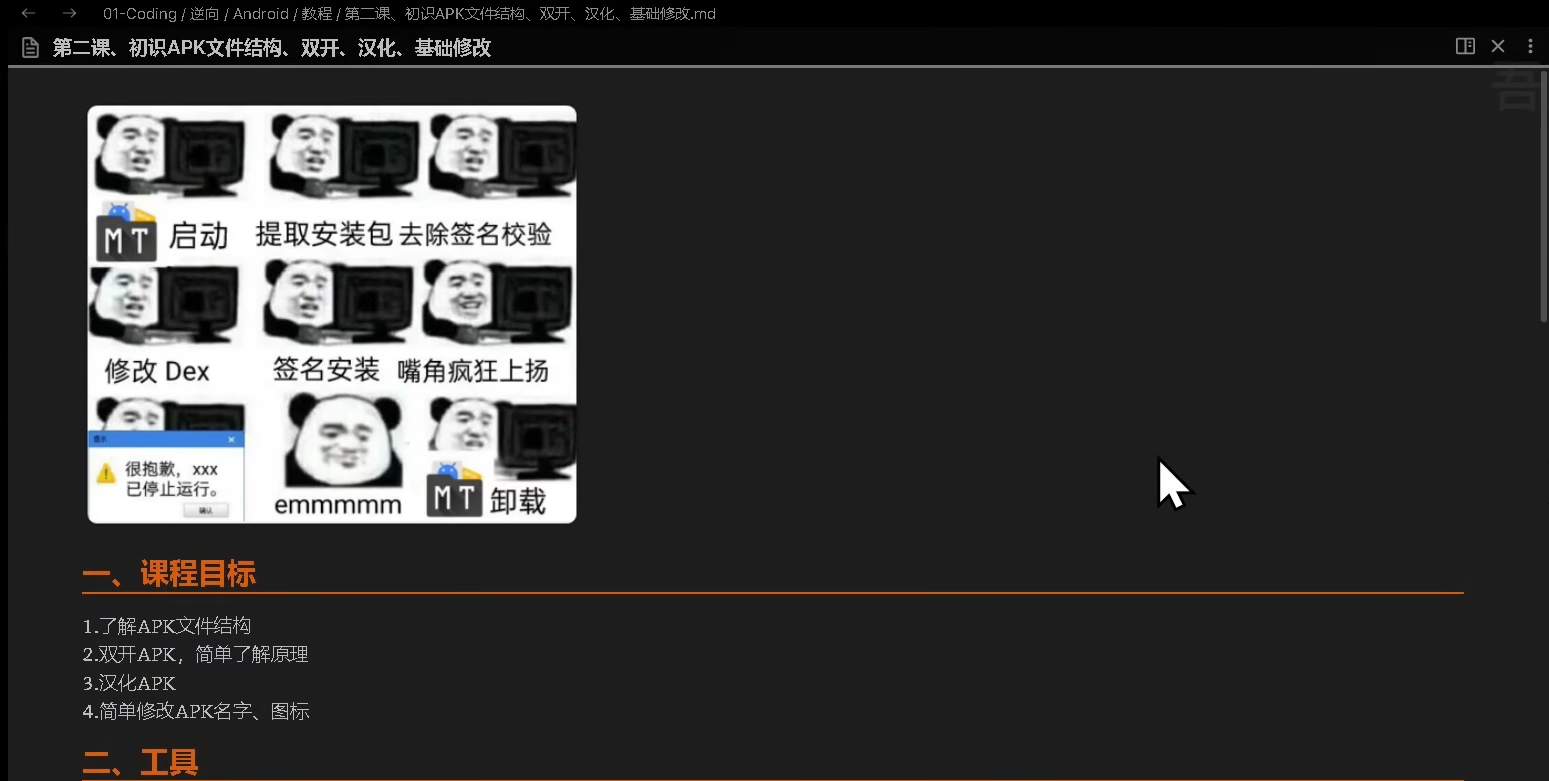 01-Coding / 逆向 / Android / 教程 / 第二课、初识APK文件结构、双开、汉化、基础修改.md
第二课、初识APK文件结构、双开、汉化、基础修改
吾
MT 启动 提取安装包 去除签名校验
修改 Dex 签名安装 嘴角疯狂上扬
提示
很抱歉，xxx
已停止运行。
确认
emmmmm MT 卸载
一、课程目标
1.了解APK文件结构
2.双开APK，简单了解原理
3.汉化APK
4.简单修改APK名字、图标
二、工具